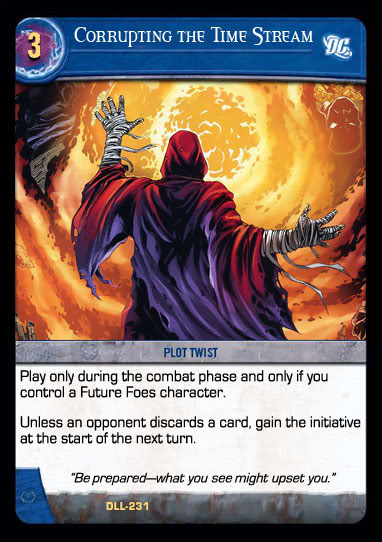 3
CORRUPTING THE TIME STREAM
DC
PLOT TWIST
Play only during the combat phase and only if you
control a Future Foes character.
Unless an opponent discards a card, gain the initiative
at the start of the next turn.
"Be prepared—what you see might upset you."
DLL-231